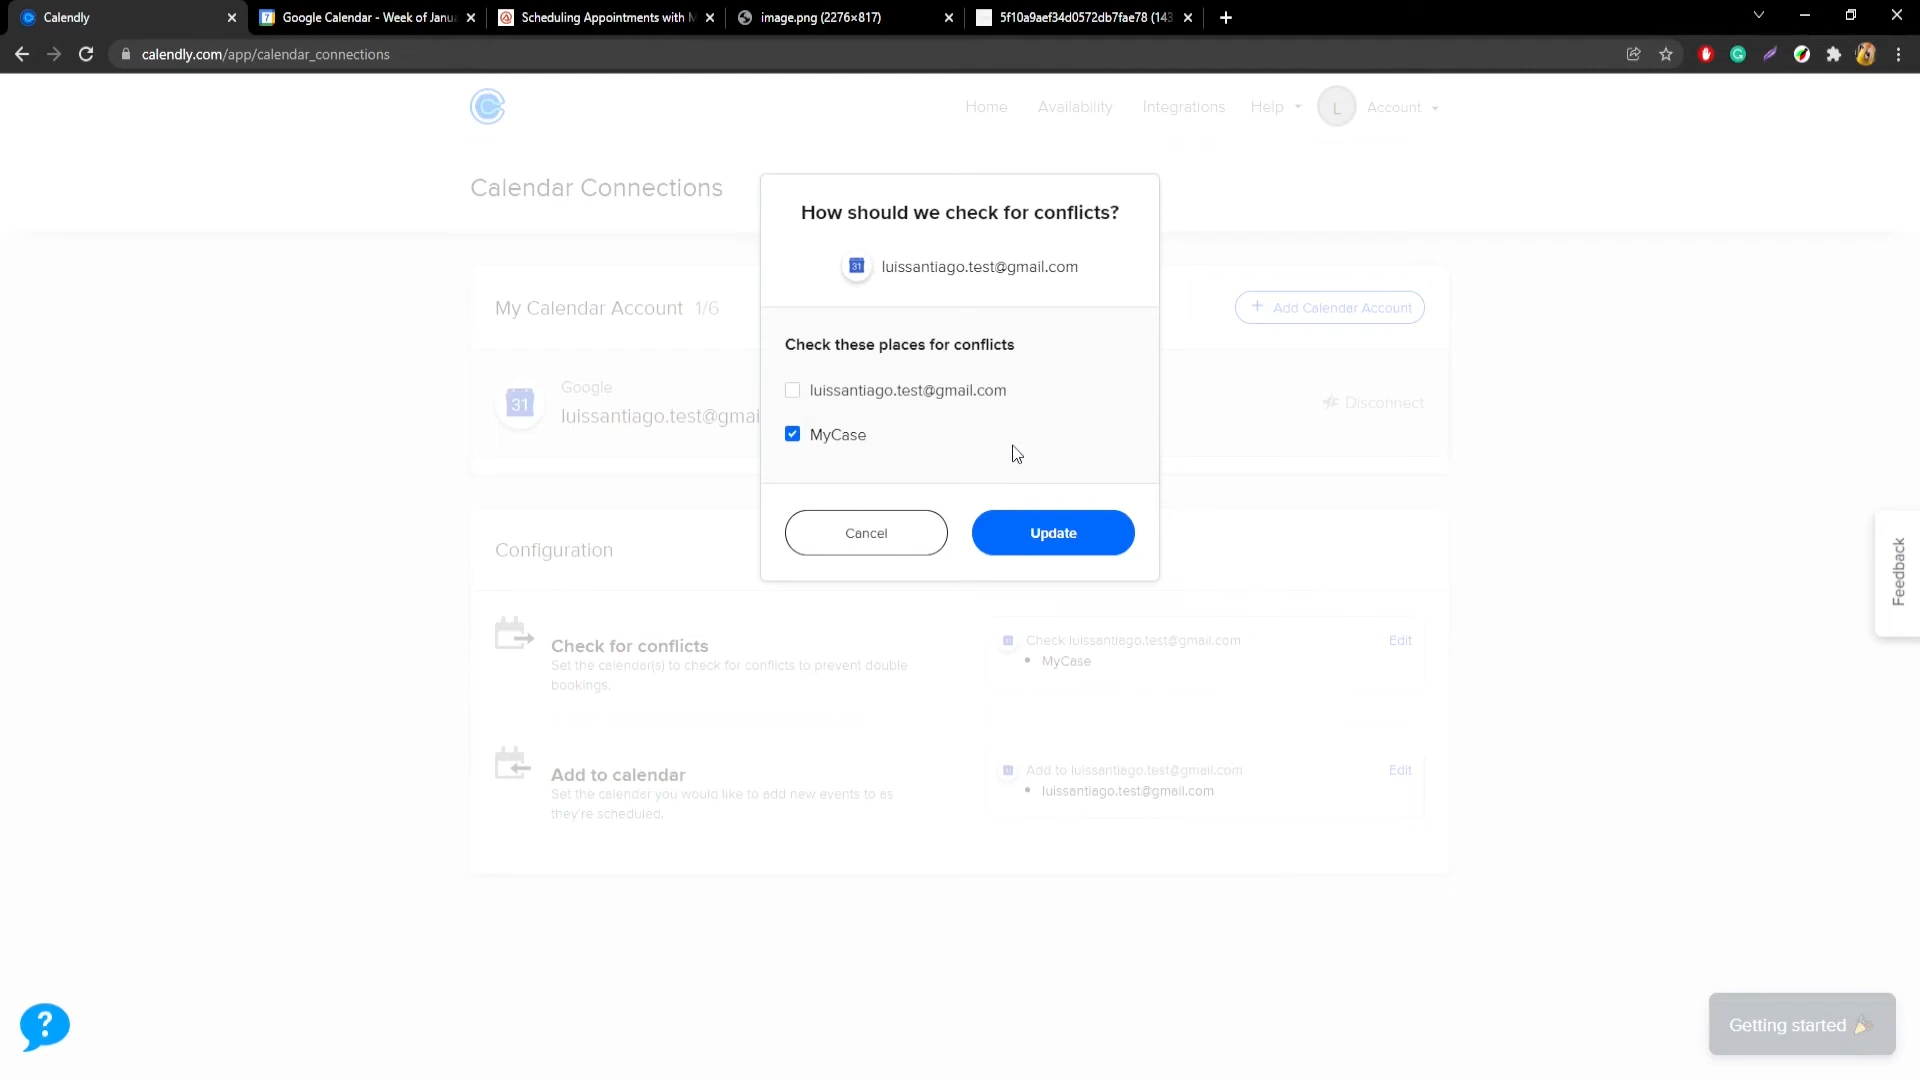 Calendly
Google Calendar - Week of Janua
Scheduling Appointments with M
image.png (2276×817)
5f10a9aef34d0572db7fae78 (143
calendly.com/app/calendar_connections
Home
Availability
Integrations
Help
L
Account
Calendar Connections
How should we check for conflicts?
31
luissantiago.test@gmail.com
My Calendar Account 1/6
+ Add Calendar Account
Check these places for conflicts
luissantiago.test@gmail.com
MyCase
Cancel
Update
31
Google
luissantiago.test@gmai
Disconnect
Configuration
Check for conflicts
Set the calendar(s) to check for conflicts to prevent double
bookings.
Check luissantiago.test@gmail.com
• MyCase
Edit
Add to calendar
Set the calendar you would like to add new events to as
they're scheduled.
Add to luissantiago.test@gmail.com
• luissantiago.test@gmail.com
Edit
Feedback
?
Getting started